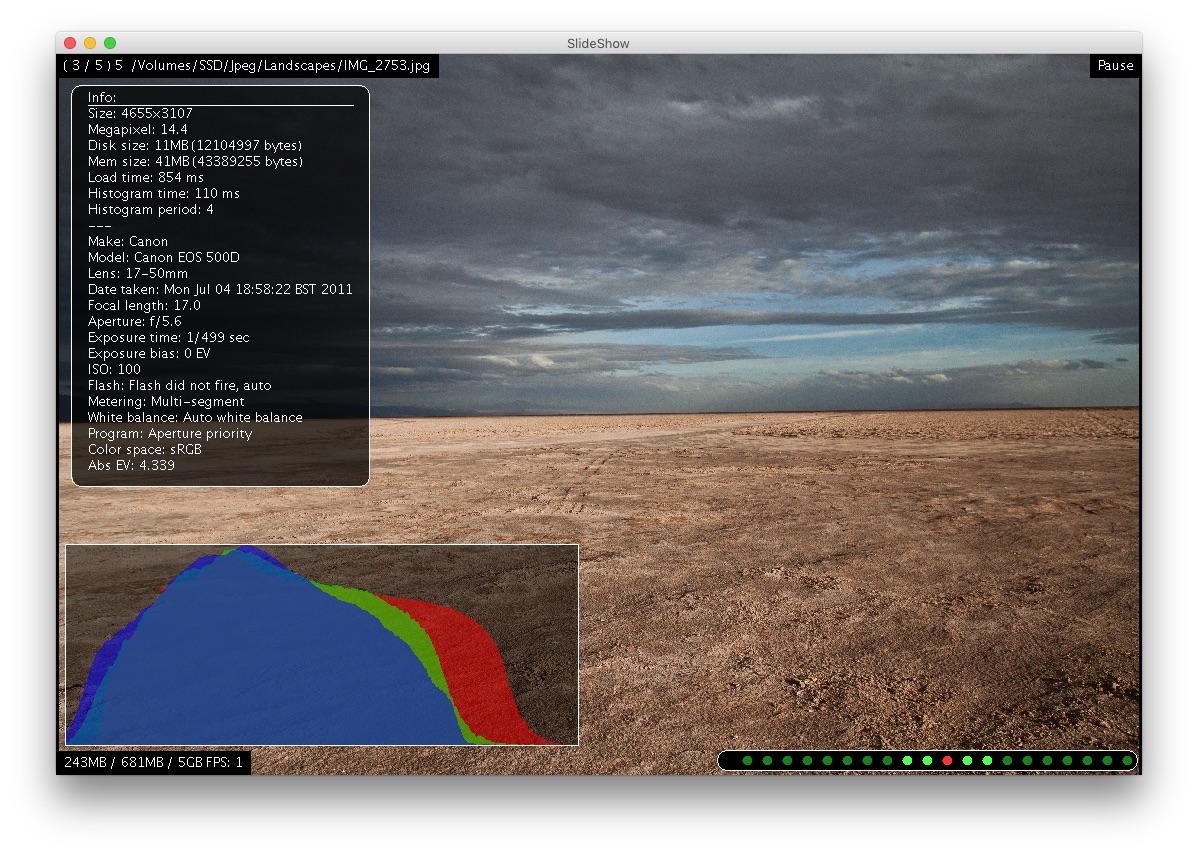 SlideShow
( 3 / 5 ) 5 /Volumes/SSD/Jpeg/Landscapes/IMG_2753.jpg
Pause
Info:
Size: 4655x3107
Megapixel: 14.4
Disk size: 11MB(12104997 bytes)
Mem size: 41MB(43389255 bytes)
Load time: 854 ms
Histogram time: 110 ms
Histogram period: 4
---
Make: Canon
Model: Canon EOS 500D
Lens: 17-50mm
Date taken: Mon Jul 04 18:58:22 BST 2011
Focal length: 17.0
Aperture: f/5.6
Exposure time: 1/499 sec
Exposure bias: 0 EV
ISO: 100
Flash: Flash did not fire, auto
Metering: Multi-segment
White balance: Auto white balance
Program: Aperture priority
Color space: sRGB
Abs EV: 4.339
243MB / 681MB / 5GB FPS: 1